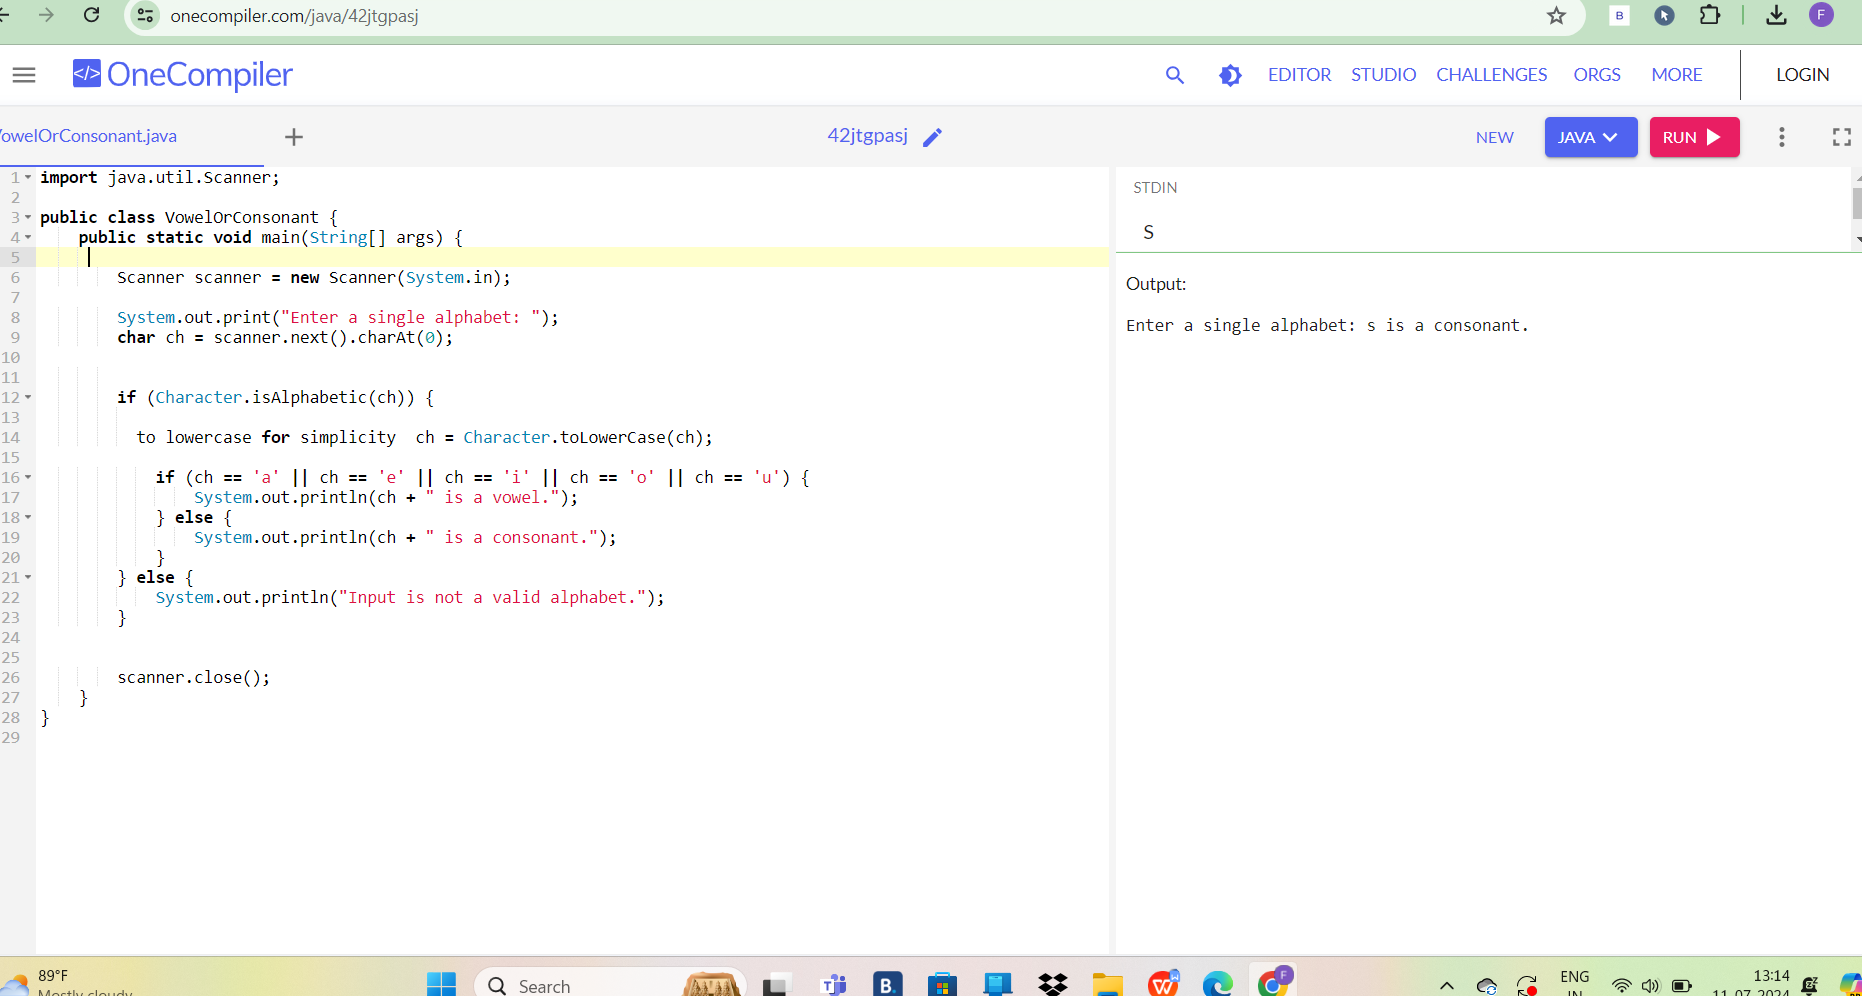 onecompiler.com/java/42jtgpasj
B
F
</> OneCompiler
EDITOR STUDIO CHALLENGES ORGS MORE LOGIN
owelOrConsonant.java
42jtgpasj
NEW JAVA RUN
1 import java.util.Scanner;
2
3 public class VowelOrConsonant {
4 public static void main(String[] args) {
5
6 Scanner scanner = new Scanner(System.in);
7
8 System.out.print("Enter a single alphabet: ");
9 char ch = scanner.next().charAt(0);
10
11
12 if (Character.isAlphabetic(ch)) {
13
14 to lowercase for simplicity  ch = Character.toLowerCase(ch);
15
16 if (ch == 'a' || ch == 'e' || ch == 'i' || ch == 'o' || ch == 'u') {
17 System.out.println(ch + " is a vowel.");
18 } else {
19 System.out.println(ch + " is a consonant.");
20 }
21 } else {
22 System.out.println("Input is not a valid alphabet.");
23 }
24
25
26 scanner.close();
27 }
28 }
29
STDIN
S
Output:
Enter a single alphabet: s is a consonant.
89°F
Mostly cloudy
Search
B.
F
ENG
IN
13:14
11-07-2024